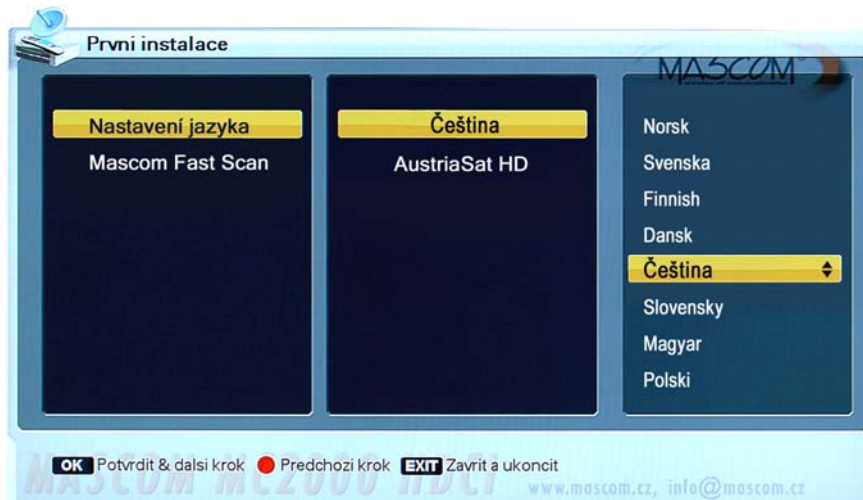 Prvni instalace
MASCOM
Nastavení jazyka
Mascom Fast Scan
Čeština
AustriaSat HD
Norsk
Svenska
Finnish
Dansk
Čeština
Slovensky
Magyar
Polski
OK Potvrdit & dalsi krok Predchozi krok EXIT Zavrit a ukoncit
MASCOM MC2000 HDCI www.mascom.cz, info@mascom.cz